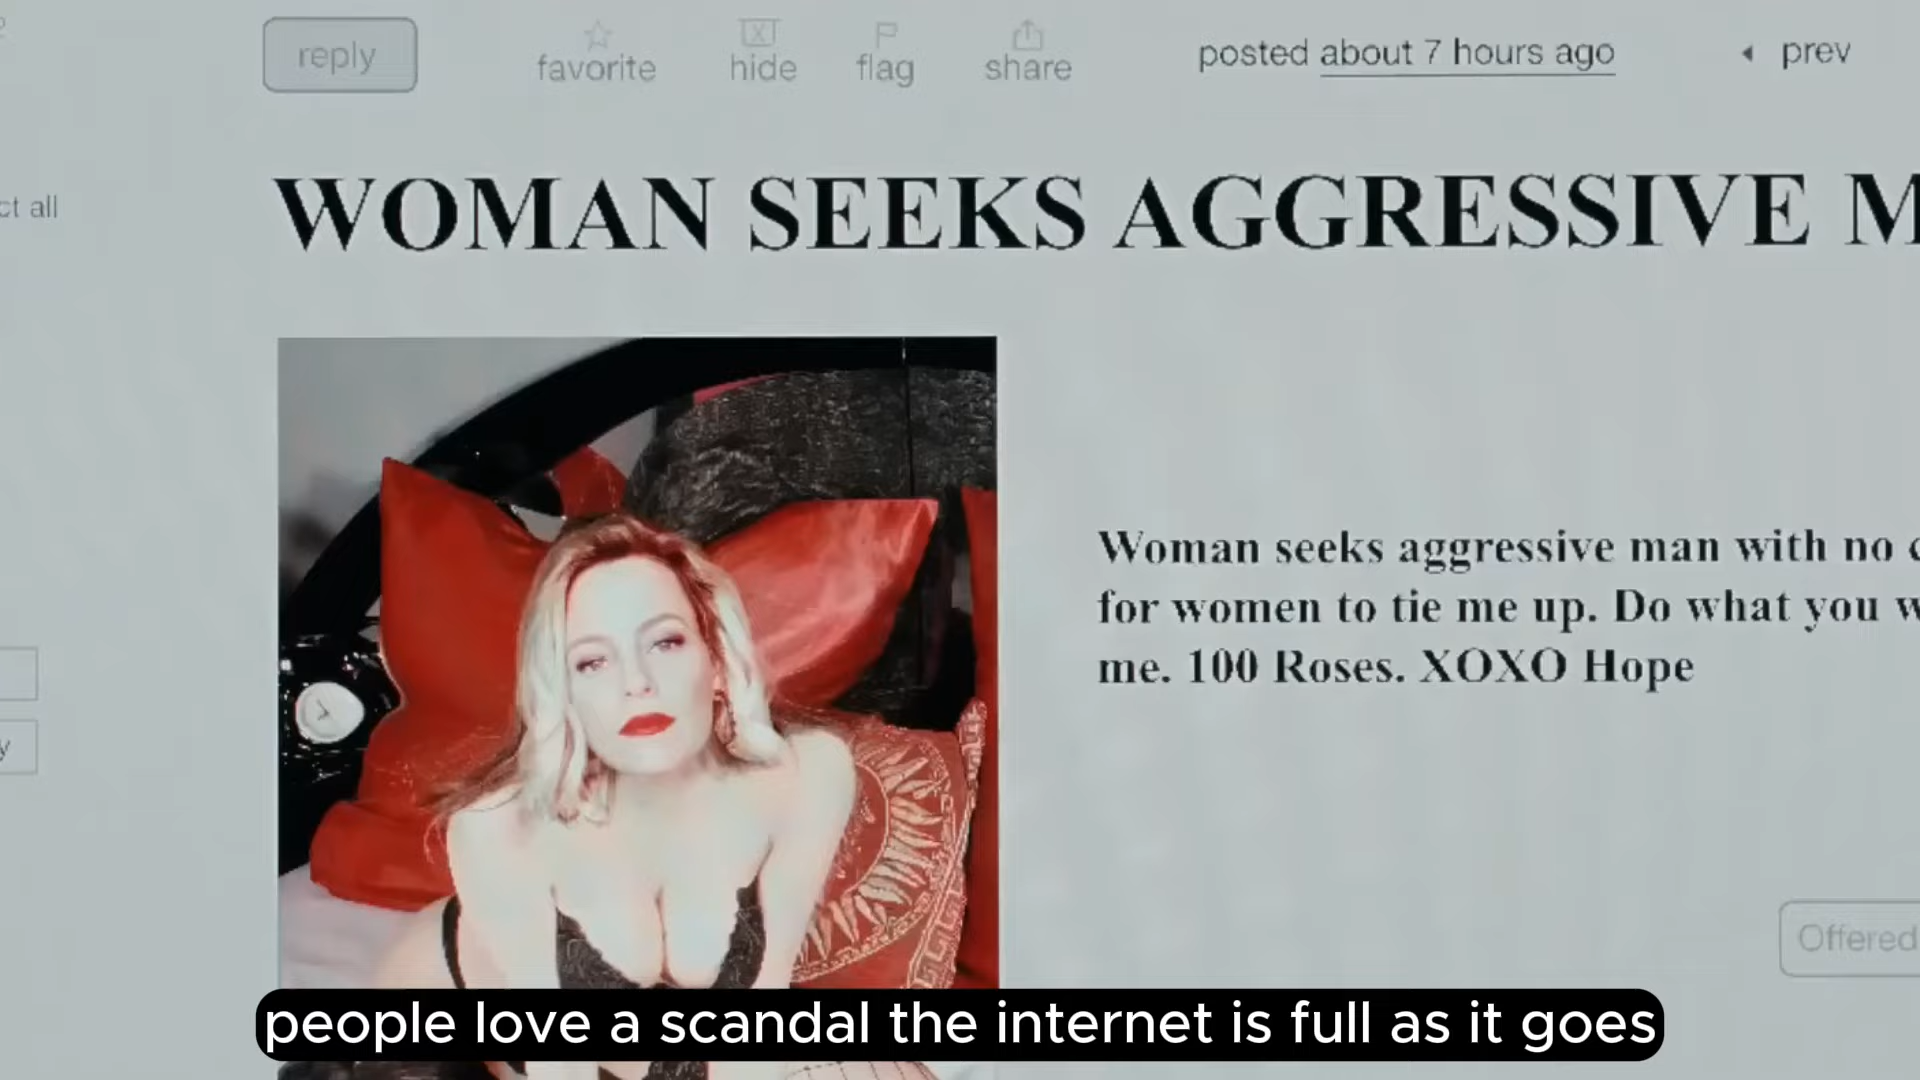 reply
favorite
hide
flag
share
posted about 7 hours ago
prev
ct all
WOMAN SEEKS AGGRESSIVE M
Woman seeks aggressive man with no
for women to tie me up. Do what you w
me. 100 Roses. XOXO Hope
Offered
people love a scandal the internet is full as it goes